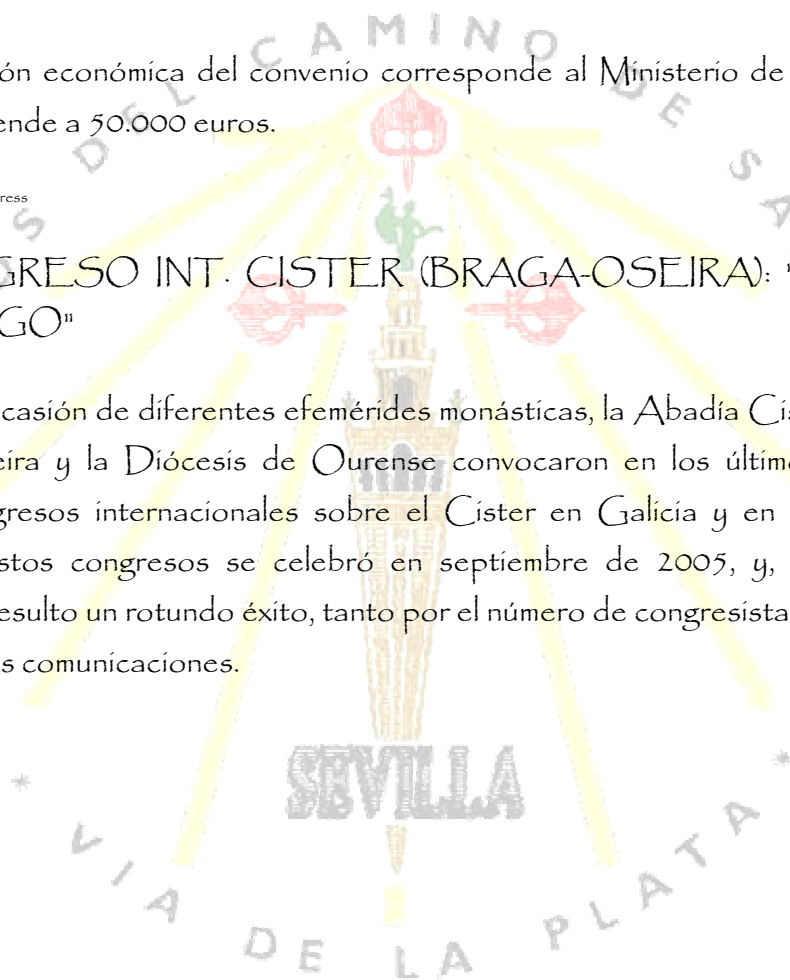 ón económica del convenio corresponde al Ministerio de
ende a 50.000 euros.
ress
GRESO INT. CISTER (BRAGA-OSEIRA): "
GO"
casión de diferentes efemérides monásticas, la Abadía Cis
eira y la Diócesis de Ourense convocaron en los últim
gresos internacionales sobre el Cister en Galicia y en
stos congresos se celebró en septiembre de 2005, y,
esulto un rotundo éxito, tanto por el número de congresista
s comunicaciones.
S DEL CAMINO DE SA
SEVILLA
* VIA DE LA PLATA *